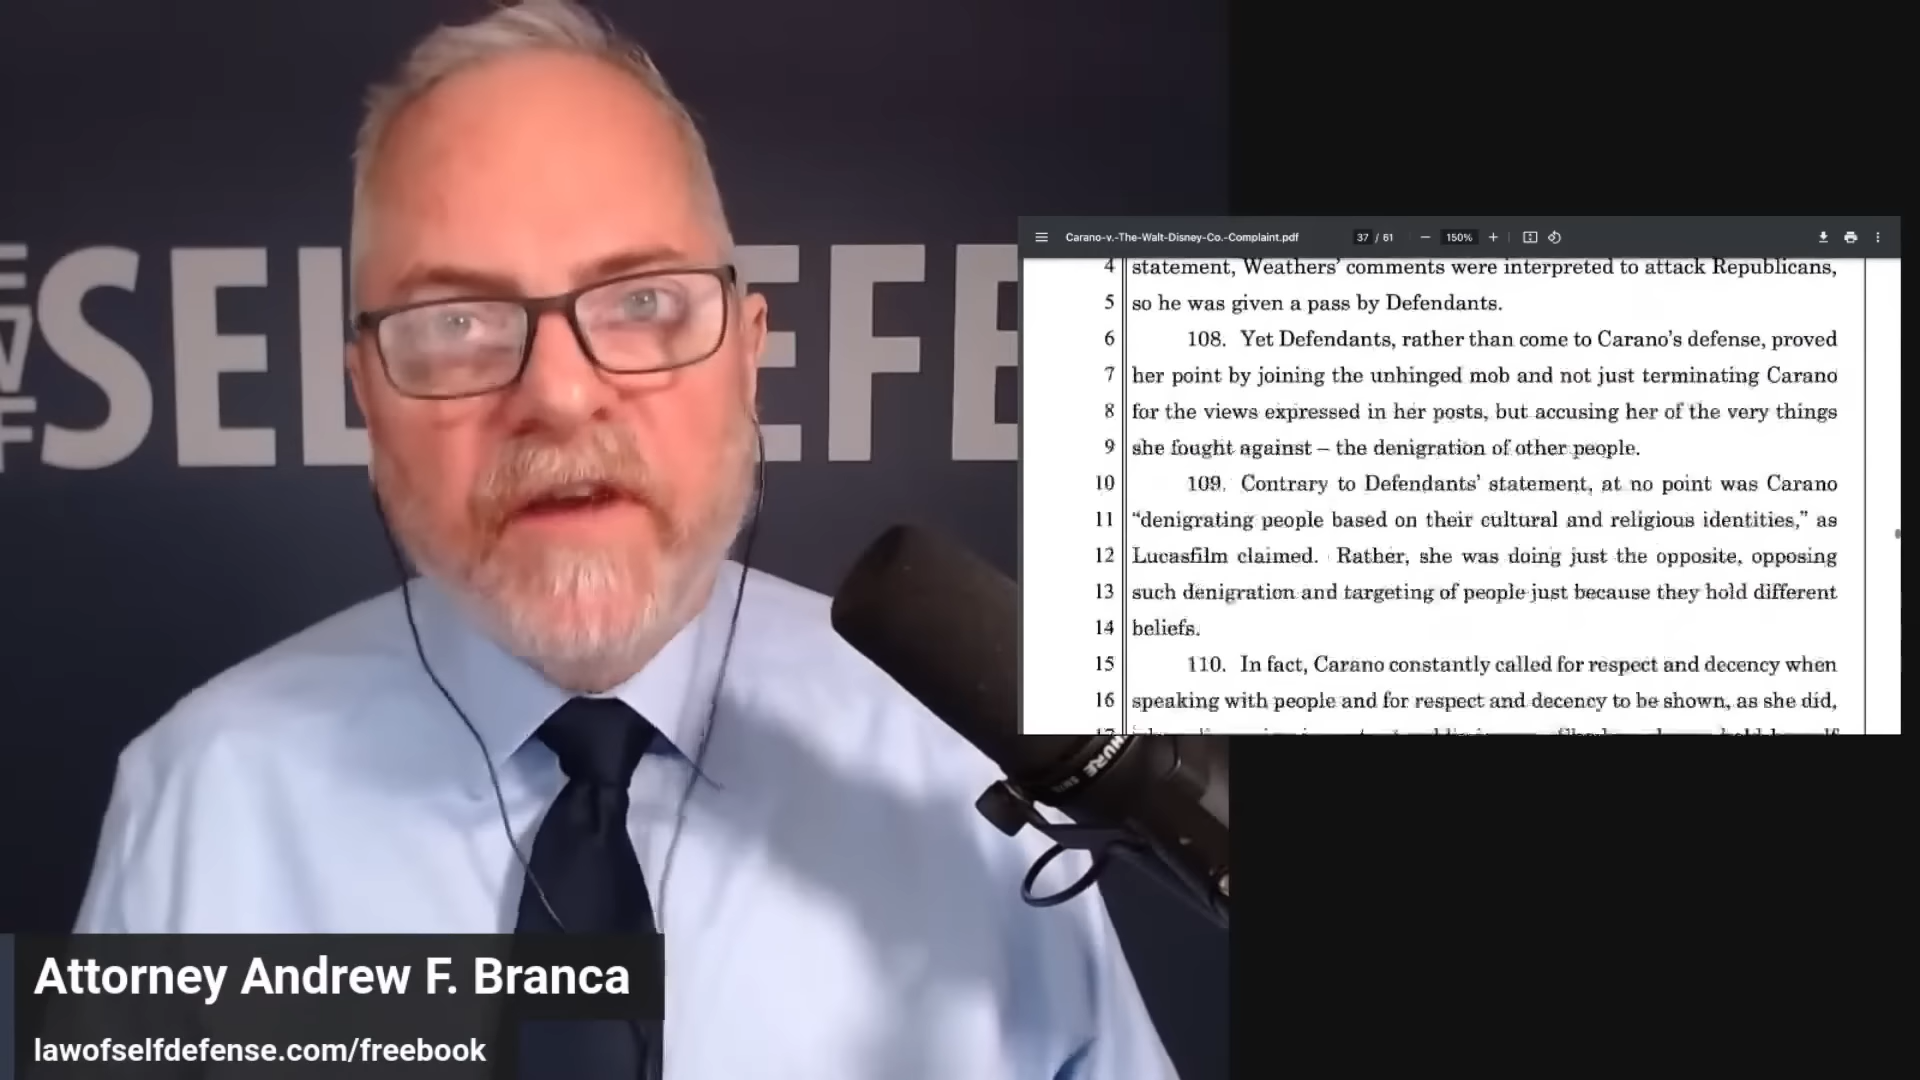 SEL
EFE
Carano-v.-The-Walt-Disney-Co.-Complaint.pdf 37 / 61 150%
4 statement, Weathers' comments were interpreted to attack Republicans,
5 so he was given a pass by Defendants.
6 108. Yet Defendants, rather than come to Carano's defense, proved
7 her point by joining the unhinged mob and not just terminating Carano
8 for the views expressed in her posts, but accusing her of the very things
9 she fought against – the denigration of other people.
10 109. Contrary to Defendants' statement, at no point was Carano
11 "denigrating people based on their cultural and religious identities," as
12 Lucasfilm claimed. Rather, she was doing just the opposite, opposing
13 such denigration and targeting of people just because they hold different
14 beliefs.
15 110. In fact, Carano constantly called for respect and decency when
16 speaking with people and for respect and decency to be shown, as she did,
SHURE
Attorney Andrew F. Branca
lawofselfdefense.com/freebook